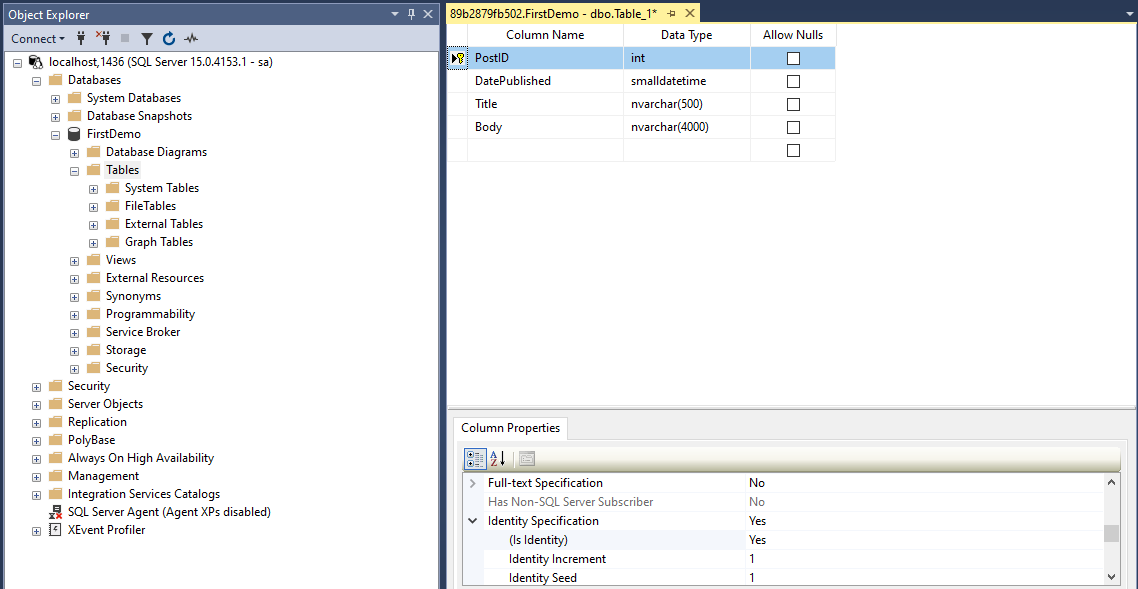 Object Explorer
Connect
localhost,1436 (SQL Server 15.0.4153.1 - sa)
Databases
System Databases
Database Snapshots
FirstDemo
Database Diagrams
Tables
System Tables
FileTables
External Tables
Graph Tables
Views
External Resources
Synonyms
Programmability
Service Broker
Storage
Security
Security
Server Objects
Replication
PolyBase
Always On High Availability
Management
Integration Services Catalogs
SQL Server Agent (Agent XPs disabled)
XEvent Profiler
89b2879fb502.FirstDemo - dbo.Table_1*
Column Name Data Type Allow Nulls
PostID int
DatePublished smalldatetime
Title nvarchar(500)
Body nvarchar(4000)
Column Properties
Full-text Specification No
Has Non-SQL Server Subscriber No
Identity Specification Yes
(Is Identity) Yes
Identity Increment 1
Identity Seed 1